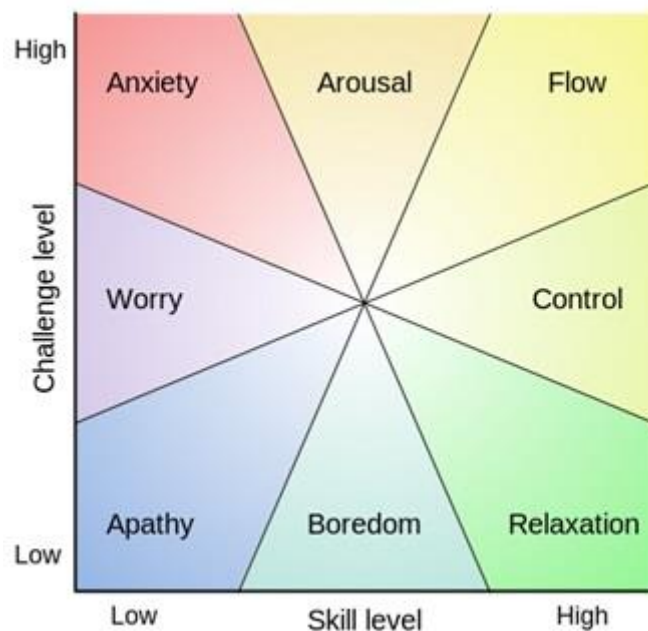 High
Anxiety
Arousal
Flow
Challenge level
Worry
Control
Apathy
Boredom
Relaxation
Low
Low
Skill level
High